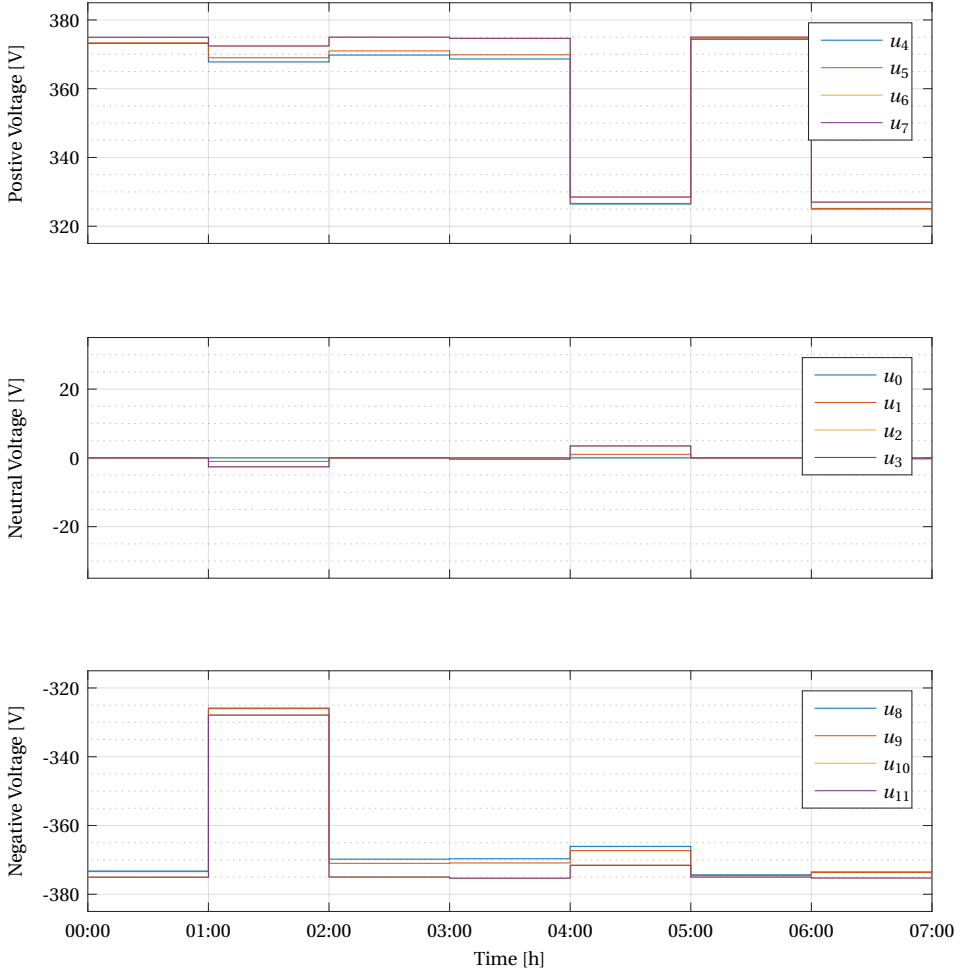 380
360
340
320
Postive Voltage [V]
u4
u5
u6
u7
20
0
-20
Neutral Voltage [V]
u0
u1
u2
u3
-320
-340
-360
-380
Negative Voltage [V]
u8
u9
u10
u11
00:00 01:00 02:00 03:00 04:00 05:00 06:00 07:00
Time [h]